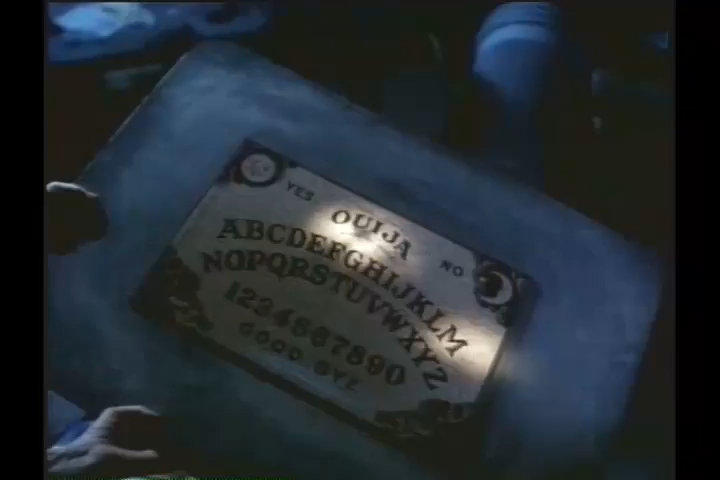 YES OUIJA NO
ABCDEFGHIJKLM
NOPQRSTUVWXYZ
1234567890
GOOD BYE